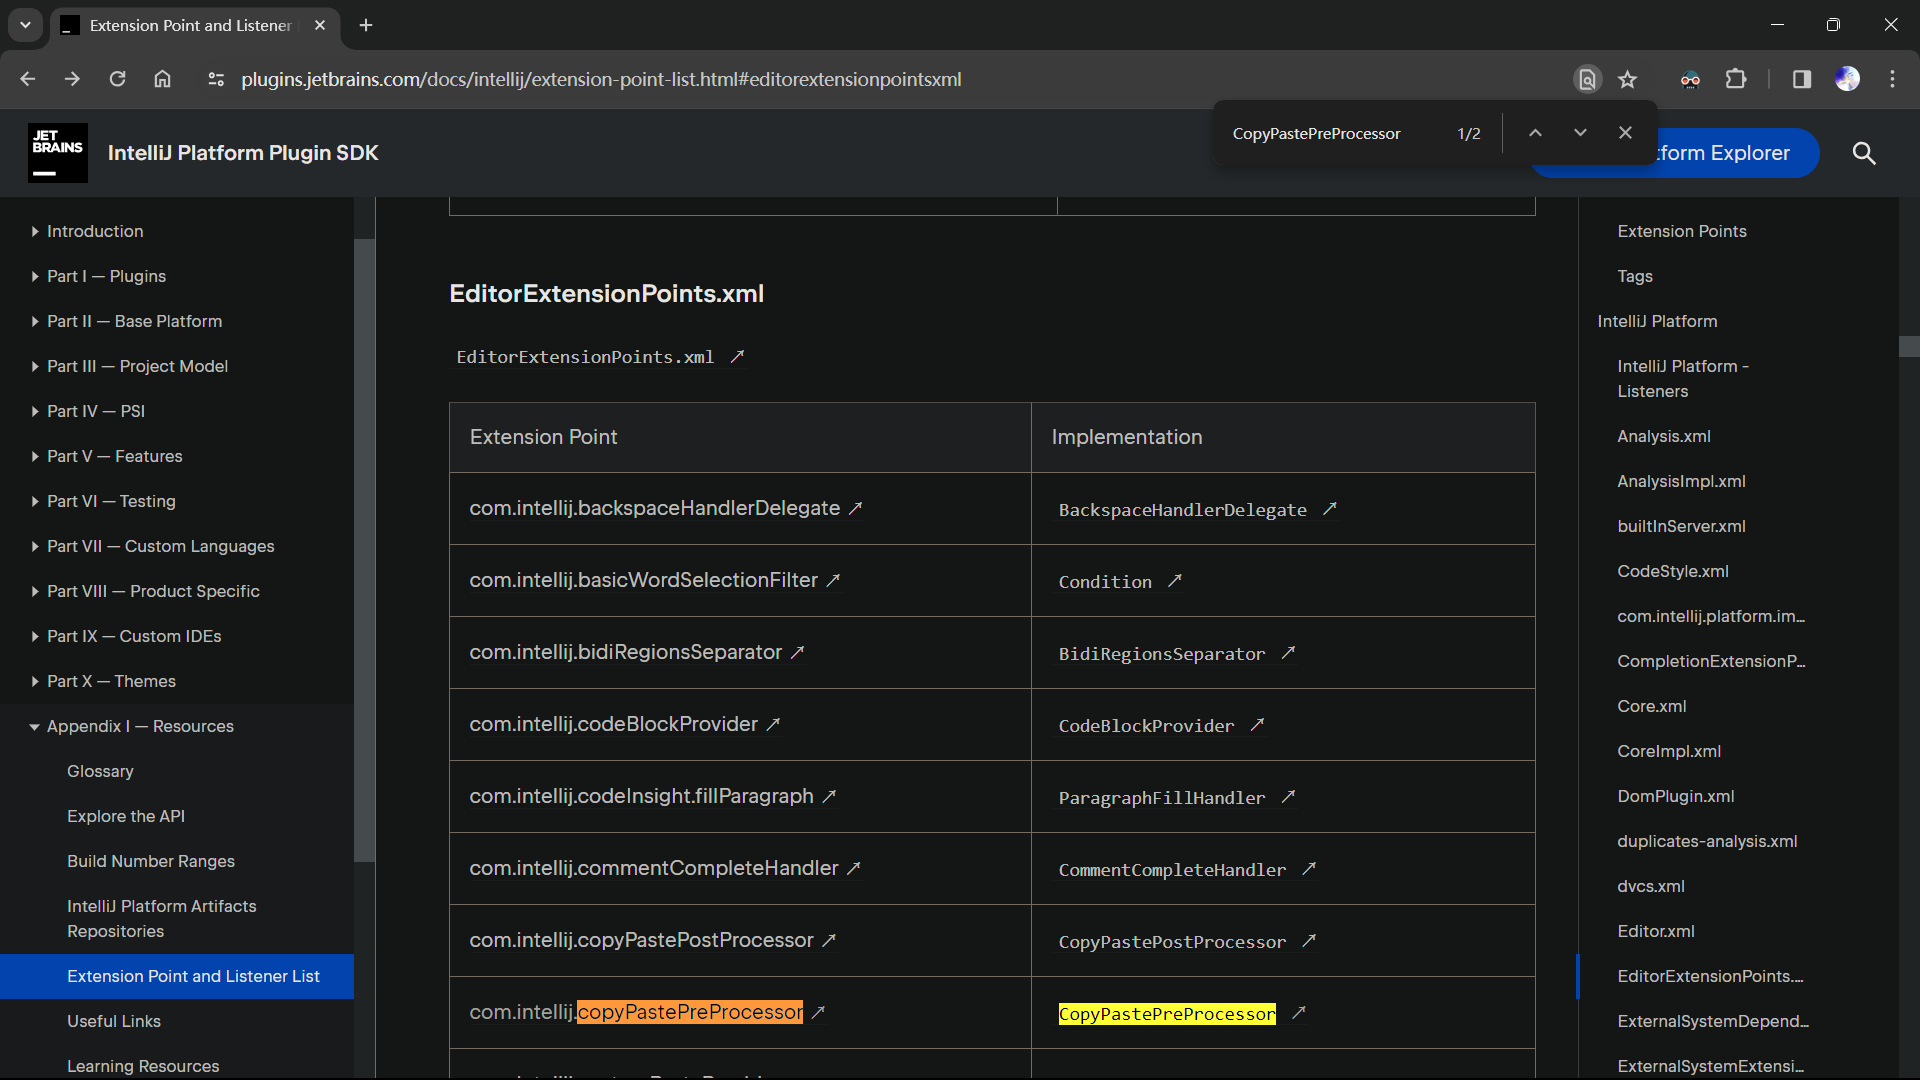 Extension Point and Listener
plugins.jetbrains.com/docs/intellij/extension-point-list.html#editorextensionpointsxml
CopyPastePreProcessor 1/2
JET
BRAINS
IntelliJ Platform Plugin SDK
tform Explorer
Introduction
Part I — Plugins
Part II — Base Platform
Part III — Project Model
Part IV — PSI
Part V — Features
Part VI — Testing
Part VII — Custom Languages
Part VIII — Product Specific
Part IX — Custom IDEs
Part X — Themes
Appendix I — Resources
Glossary
Explore the API
Build Number Ranges
IntelliJ Platform Artifacts
Repositories
Extension Point and Listener List
Useful Links
Learning Resources
EditorExtensionPoints.xml
EditorExtensionPoints.xml
Extension Point Implementation
com.intellij.backspaceHandlerDelegate BackspaceHandlerDelegate
com.intellij.basicWordSelectionFilter Condition
com.intellij.bidiRegionsSeparator BidiRegionsSeparator
com.intellij.codeBlockProvider CodeBlockProvider
com.intellij.codeInsight.fillParagraph ParagraphFillHandler
com.intellij.commentCompleteHandler CommentCompleteHandler
com.intellij.copyPastePostProcessor CopyPastePostProcessor
com.intellij.copyPastePreProcessor CopyPastePreProcessor
Extension Points
Tags
IntelliJ Platform
IntelliJ Platform -
Listeners
Analysis.xml
AnalysisImpl.xml
builtInServer.xml
CodeStyle.xml
com.intellij.platform.im...
CompletionExtensionP...
Core.xml
CoreImpl.xml
DomPlugin.xml
duplicates-analysis.xml
dvcs.xml
Editor.xml
EditorExtensionPoints....
ExternalSystemDepend...
ExternalSystemExtensi...